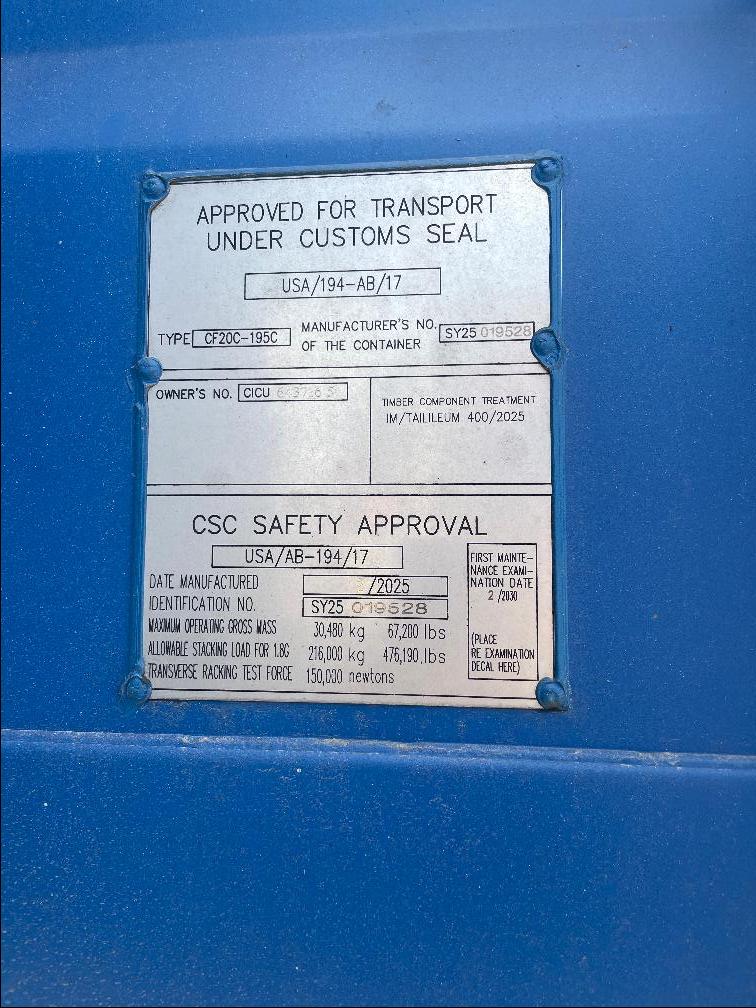 APPROVED FOR TRANSPORT
UNDER CUSTOMS SEAL
USA/194-AB/17
TYPE CF20C-195C
MANUFACTURER'S NO.
OF THE CONTAINER
SY25 019528
OWNER'S NO. CICU
TIMBER COMPONENT TREATMENT
IM/TAILILEUM 400/2025
CSC SAFETY APPROVAL
USA/AB-194/17
DATE MANUFACTURED /2025
IDENTIFICATION NO. SY25 019528
MAXIMUM OPERATING GROSS MASS 30,480 kg 67,200 lbs
ALLOWABLE STACKING LOAD FOR 1.8G 216,000 kg 476,190 lbs
TRANSVERSE RACKING TEST FORCE 150,000 newtons
FIRST MAINTE-
NANCE EXAMI-
NATION DATE
2 /2030
(PLACE
RE EXAMINATION
DECAL HERE)